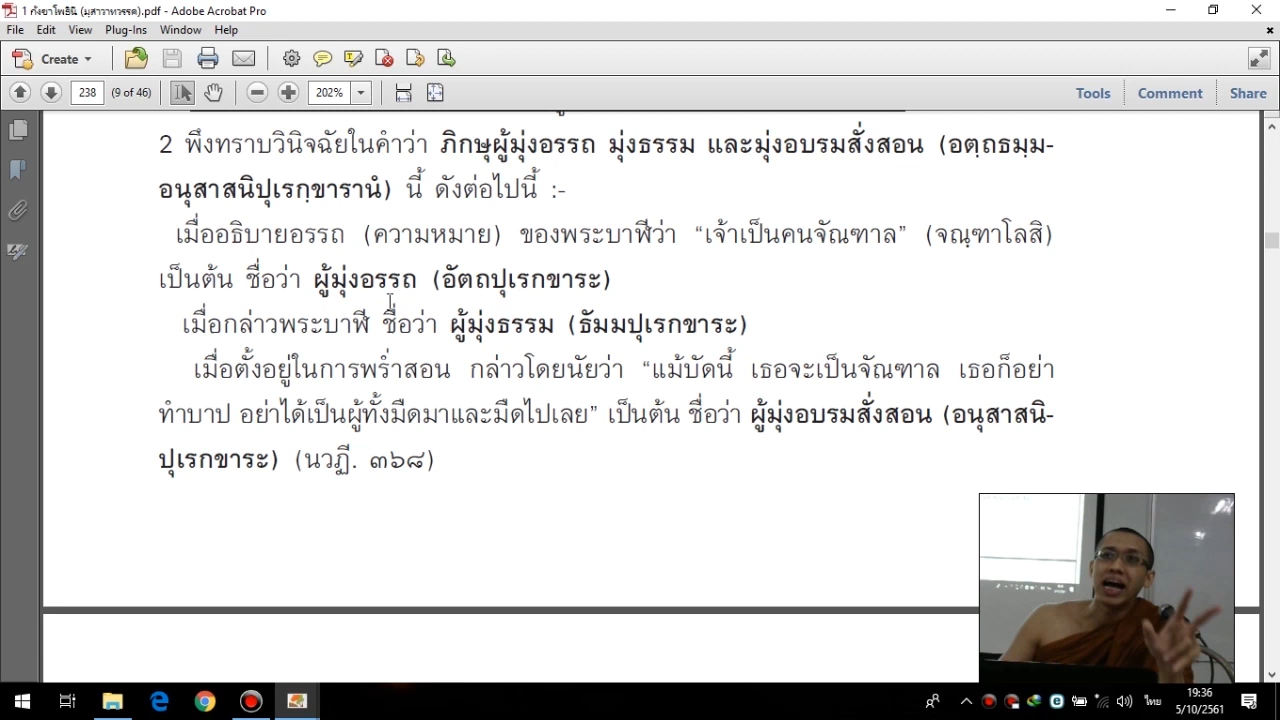 1 กังขาโพธินี (มุสาวาทวรรค).pdf - Adobe Acrobat Pro
File Edit View Plug-Ins Window Help
Create
238 (9 of 46) 202% Tools Comment Share
2 พึงทราบวินิจฉัยในคำว่า ภิกษุผู้มุ่งอรรถ มุ่งธรรม และมุ่งอบรมสั่งสอน (อตฺถธมฺม-
อนุสาสนิปุเรกฺขารานํ) นี้ ดังต่อไปนี้ :-
เมื่ออธิบายอรรถ (ความหมาย) ของพระบาฬีว่า “เจ้าเป็นคนจัณฑาล” (จณฺฑาโลสิ)
เป็นต้น ชื่อว่า ผู้มุ่งอรรถ (อัตถปุเรกขาระ)
เมื่อกล่าวพระบาฬี ชื่อว่า ผู้มุ่งธรรม (ธัมมปุเรกขาระ)
เมื่อตั้งอยู่ในการพร่ำสอน กล่าวโดยนัยว่า “แม้บัดนี้ เธอจะเป็นจัณฑาล เธอก็อย่า
ทำบาป อย่าได้เป็นผู้ทั้งมืดมาและมืดไปเลย” เป็นต้น ชื่อว่า ผู้มุ่งอบรมสั่งสอน (อนุสาสนิ-
ปุเรกขาระ) (นวฏี. ๓๖๘)
ไทย 19:36
5/10/2561